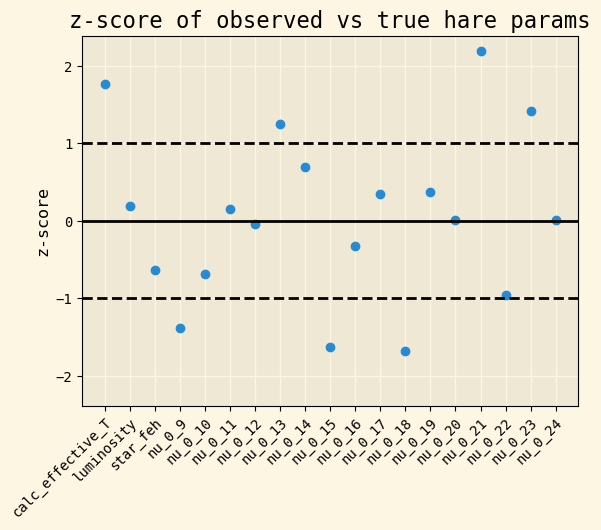 z-score of observed vs true hare params
z-score
2
1
0
−1
−2
calc_effective_T
luminosity
star_feh
nu_0_9
nu_0_10
nu_0_11
nu_0_12
nu_0_13
nu_0_14
nu_0_15
nu_0_16
nu_0_17
nu_0_18
nu_0_19
nu_0_20
nu_0_21
nu_0_22
nu_0_23
nu_0_24